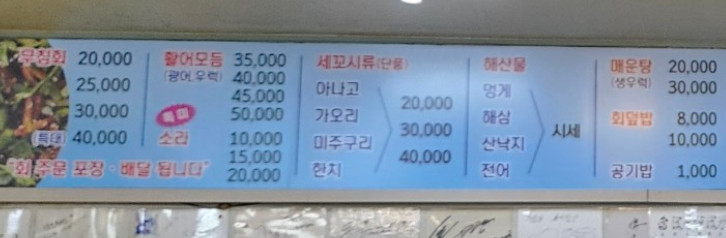 무침회 20,000
25,000
30,000
(특대) 40,000
"회 주문 포장·배달 됩니다"
활어모듬 35,000
(광어,우럭) 40,000
45,000
특미 50,000
소라 10,000
15,000
20,000
세꼬시류(단품)
아나고
가오리
미주구리
한치
20,000
30,000
40,000
해산물
멍게
해삼
산낙지
전어
시세
매운탕 20,000
(생우럭) 30,000
회덮밥 8,000
10,000
공기밥 1,000